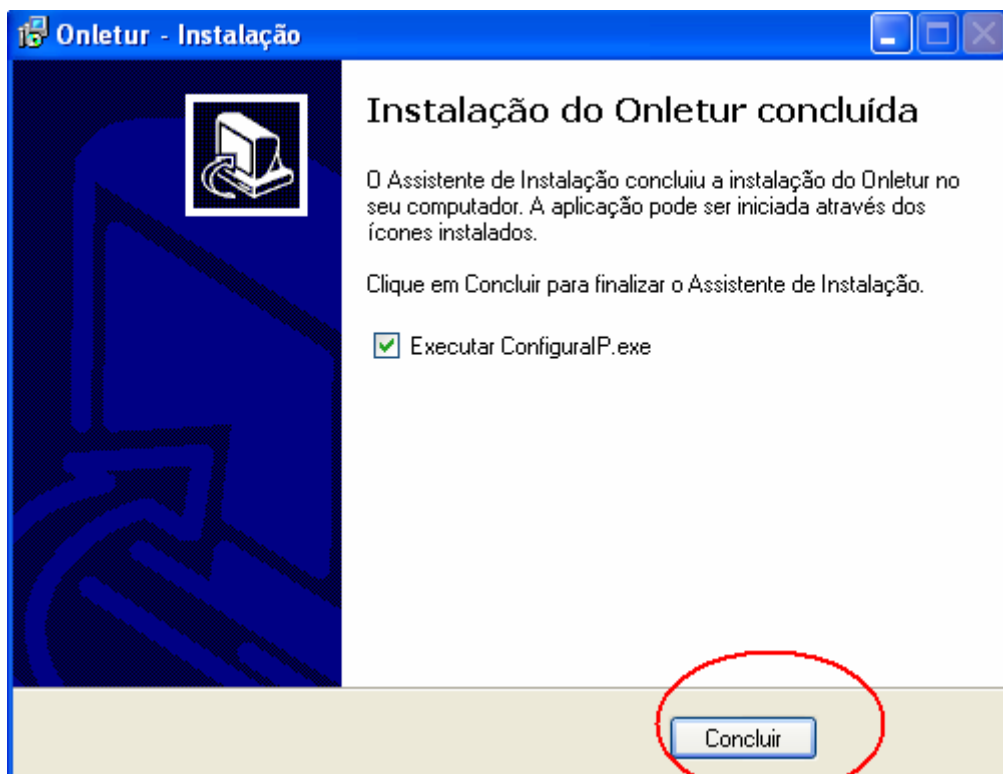 Onletur - Instalação
Instalação do Onletur concluída
O Assistente de Instalação concluiu a instalação do Onletur no
seu computador. A aplicação pode ser iniciada através dos
ícones instalados.
Clique em Concluir para finalizar o Assistente de Instalação.
Executar ConfiguraIP.exe
Concluir